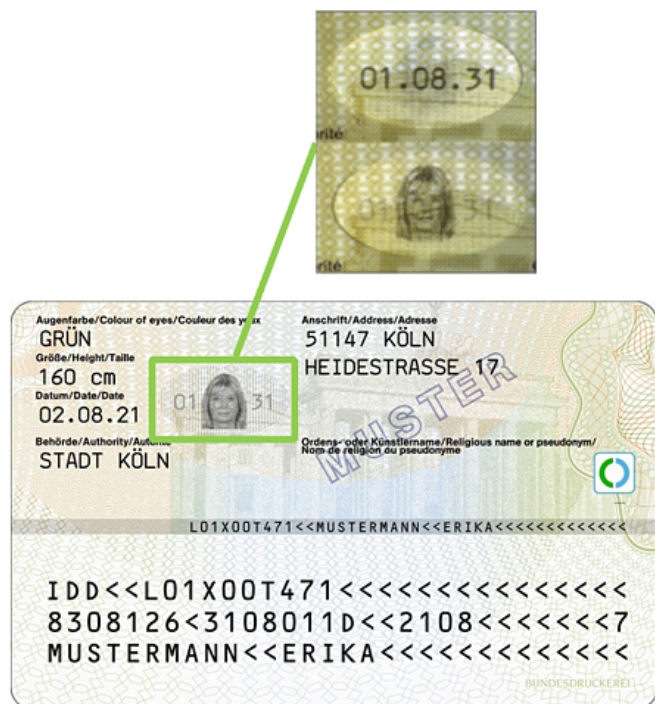 01.08.31
rité
01 31
Augenfarbe/Colour of eyes/Couleur des yeux
GRÜN
Größe/Height/Taille
160 cm
Datum/Date/Date
02.08.21
Behörde/Authority/Autorité
STADT KÖLN
01 31
Anschrift/Address/Adresse
51147 KÖLN
HEIDESTRASSE 17
MUSTER
Ordens- oder Künstlername/Religious name or pseudonym/
Nom de religion ou pseudonyme
L01X00T471<<MUSTERMANN<<ERIKA<<<<<<<<<<<<<
IDD<<L01X00T471<<<<<<<<<<<<<<<
8308126<3108011D<<2108<<<<<<<7
MUSTERMANN<<ERIKA<<<<<<<<<<<<<
BUNDESDRUCKEREI